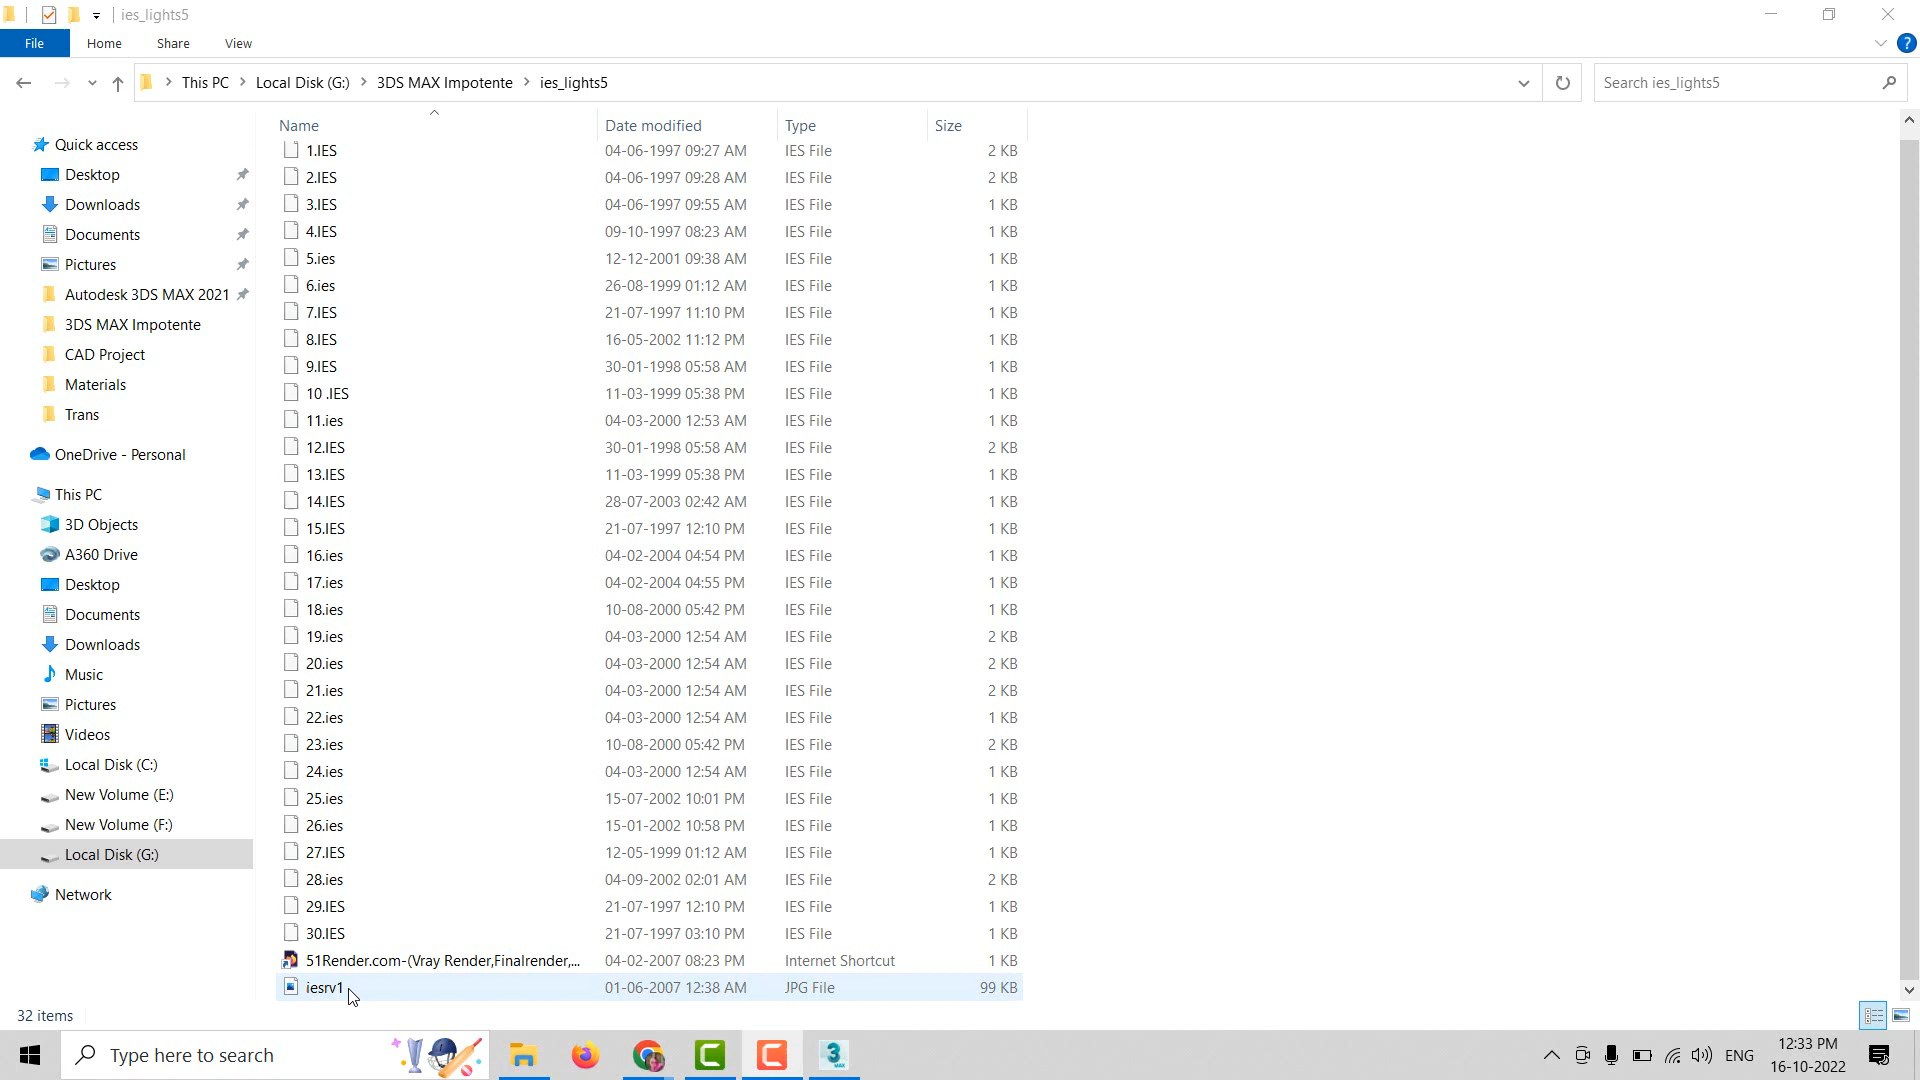 ies_lights5
File Home Share View
This PC Local Disk (G:) 3DS MAX Impotente ies_lights5
Search ies_lights5
Name Date modified Type Size
Quick access
Desktop
Downloads
Documents
Pictures
Autodesk 3DS MAX 2021
3DS MAX Impotente
CAD Project
Materials
Trans
OneDrive - Personal
This PC
3D Objects
A360 Drive
Desktop
Documents
Downloads
Music
Pictures
Videos
Local Disk (C:)
New Volume (E:)
New Volume (F:)
Local Disk (G:)
Network
1.IES 04-06-1997 09:27 AM IES File 2 KB
2.IES 04-06-1997 09:28 AM IES File 2 KB
3.IES 04-06-1997 09:55 AM IES File 1 KB
4.IES 09-10-1997 08:23 AM IES File 1 KB
5.ies 12-12-2001 09:38 AM IES File 1 KB
6.ies 26-08-1999 01:12 AM IES File 1 KB
7.IES 21-07-1997 11:10 PM IES File 1 KB
8.IES 16-05-2002 11:12 PM IES File 1 KB
9.IES 30-01-1998 05:58 AM IES File 1 KB
10 .IES 11-03-1999 05:38 PM IES File 1 KB
11.ies 04-03-2000 12:53 AM IES File 1 KB
12.IES 30-01-1998 05:58 AM IES File 2 KB
13.IES 11-03-1999 05:38 PM IES File 1 KB
14.IES 28-07-2003 02:42 AM IES File 1 KB
15.IES 21-07-1997 12:10 PM IES File 1 KB
16.ies 04-02-2004 04:54 PM IES File 1 KB
17.ies 04-02-2004 04:55 PM IES File 1 KB
18.ies 10-08-2000 05:42 PM IES File 1 KB
19.ies 04-03-2000 12:54 AM IES File 2 KB
20.ies 04-03-2000 12:54 AM IES File 2 KB
21.ies 04-03-2000 12:54 AM IES File 2 KB
22.ies 04-03-2000 12:54 AM IES File 1 KB
23.ies 10-08-2000 05:42 PM IES File 2 KB
24.ies 04-03-2000 12:54 AM IES File 1 KB
25.ies 15-07-2002 10:01 PM IES File 1 KB
26.ies 15-01-2002 10:58 PM IES File 1 KB
27.IES 12-05-1999 01:12 AM IES File 1 KB
28.ies 04-09-2002 02:01 AM IES File 2 KB
29.IES 21-07-1997 12:10 PM IES File 1 KB
30.IES 21-07-1997 03:10 PM IES File 1 KB
51Render.com-(Vray Render,Finalrender,... 04-02-2007 08:23 PM Internet Shortcut 1 KB
iesrv1 01-06-2007 12:38 AM JPG File 99 KB
32 items
Type here to search
3
MAX
ENG
12:33 PM
16-10-2022